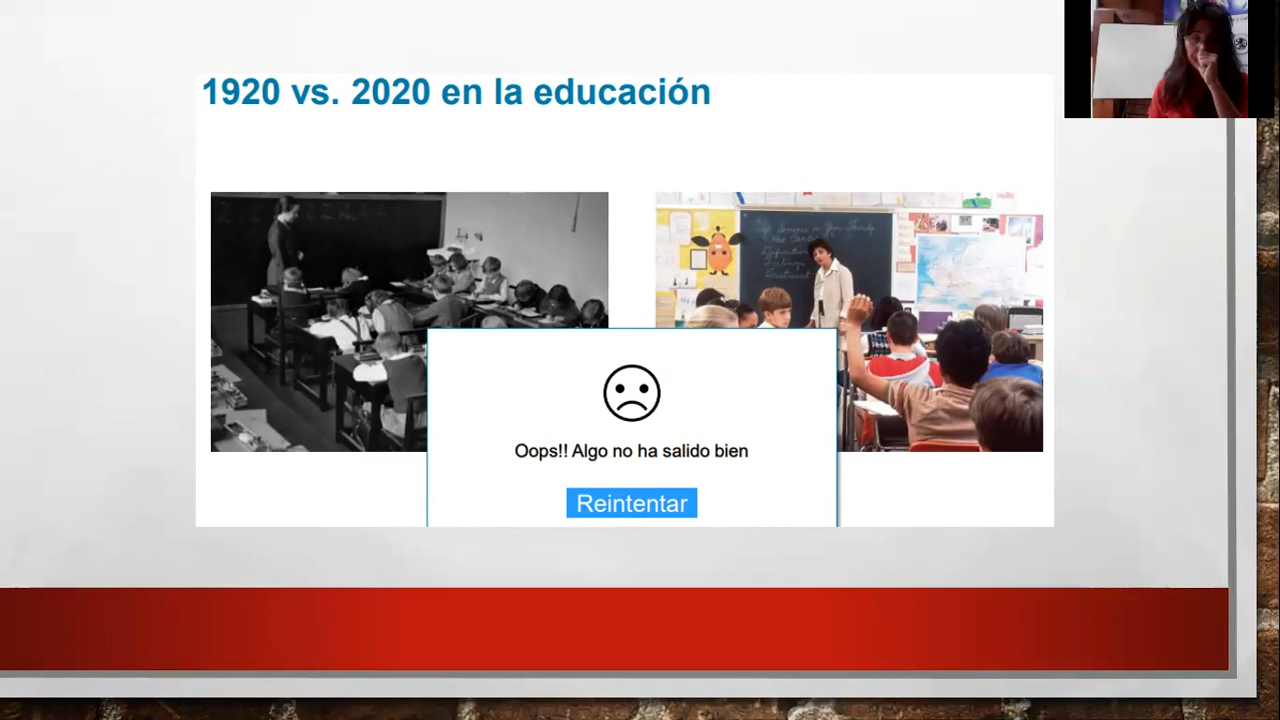 1920 vs. 2020 en la educación
Oops!! Algo no ha salido bien
Reintentar